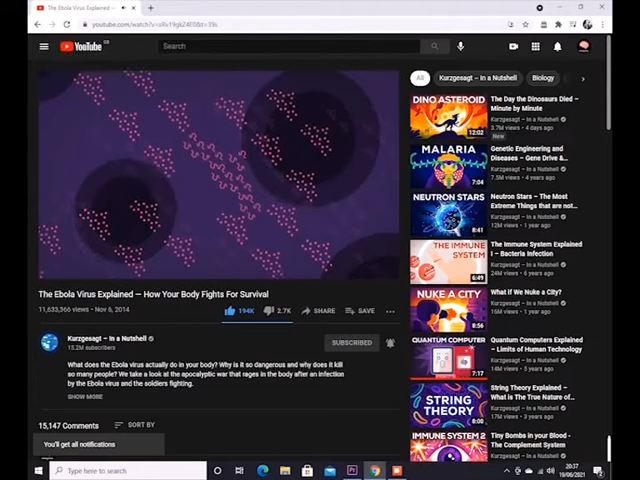 The Ebola Virus Explained —
youtube.com/watch?v=sRv19gkZ4E0&t=39s
YouTube GB
Search
All
Kurzgesagt – In a Nutshell
Biology
DINO ASTEROID
12:02
The Day the Dinosaurs Died –
Minute by Minute
Kurzgesagt – In a Nutshell
3.7M views • 4 days ago
New
MALARIA
7:04
Genetic Engineering and
Diseases – Gene Drive &...
Kurzgesagt – In a Nutshell
7.5M views • 4 years ago
NEUTRON STARS
8:41
Neutron Stars – The Most
Extreme Things that are not...
Kurzgesagt – In a Nutshell
12M views • 1 year ago
THE IMMUNE
SYSTEM
6:49
The Immune System Explained
I – Bacteria Infection
Kurzgesagt – In a Nutshell
24M views • 6 years ago
NUKE A CITY
8:56
What If We Nuke a City?
Kurzgesagt – In a Nutshell
16M views • 1 year ago
QUANTUM COMPUTER
7:17
Quantum Computers Explained
– Limits of Human Technology
Kurzgesagt – In a Nutshell
STRING
THEORY
8:00
String Theory Explained
– What is The True Nature of...
Kurzgesagt – In a Nutshell
17M views • 3 years ago
IMMUNE SYSTEM 2
Tiny Bombs in your Blood -
The Complement System
Kurzgesagt – In a Nutshell
The Ebola Virus Explained — How Your Body Fights For Survival
11,633,366 views • Nov 6, 2014
194K
2.7K
SHARE
SAVE
Kurzgesagt – In a Nutshell
15.2M subscribers
SUBSCRIBED
What does the Ebola virus actually do in your body? Why is it so dangerous and why does it kill
so many people? We take a look at the apocalyptic war that rages in the body after an infection
by the Ebola virus and the soldiers fighting.
SHOW MORE
15,147 Comments
SORT BY
You'll get all notifications
Type here to search
20:37
19/06/2021